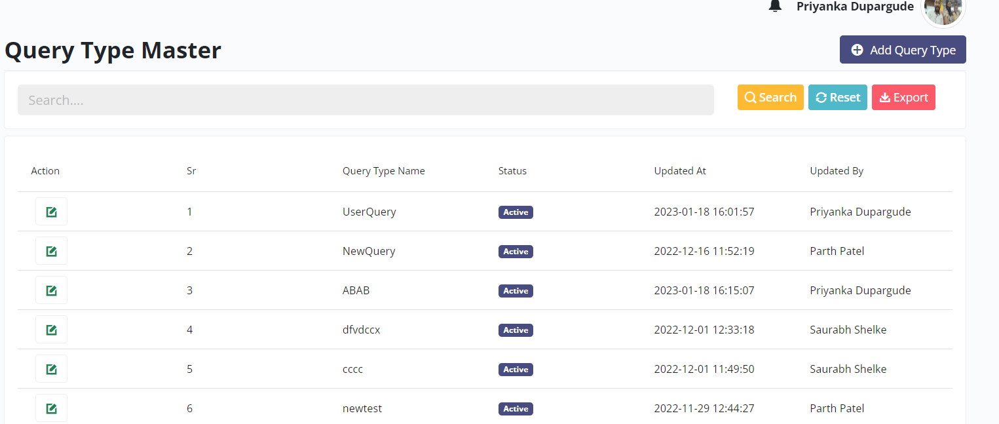 Priyanka Dupargude
Query Type Master
Add Query Type
Search....
Search Reset Export
Action Sr Query Type Name Status Updated At Updated By
1 UserQuery Active 2023-01-18 16:01:57 Priyanka Dupargude
2 NewQuery Active 2022-12-16 11:52:19 Parth Patel
3 ABAB Active 2023-01-18 16:15:07 Priyanka Dupargude
4 dfvdccx Active 2022-12-01 12:33:18 Saurabh Shelke
5 cccc Active 2022-12-01 11:49:50 Saurabh Shelke
6 newtest Active 2022-11-29 12:44:27 Parth Patel